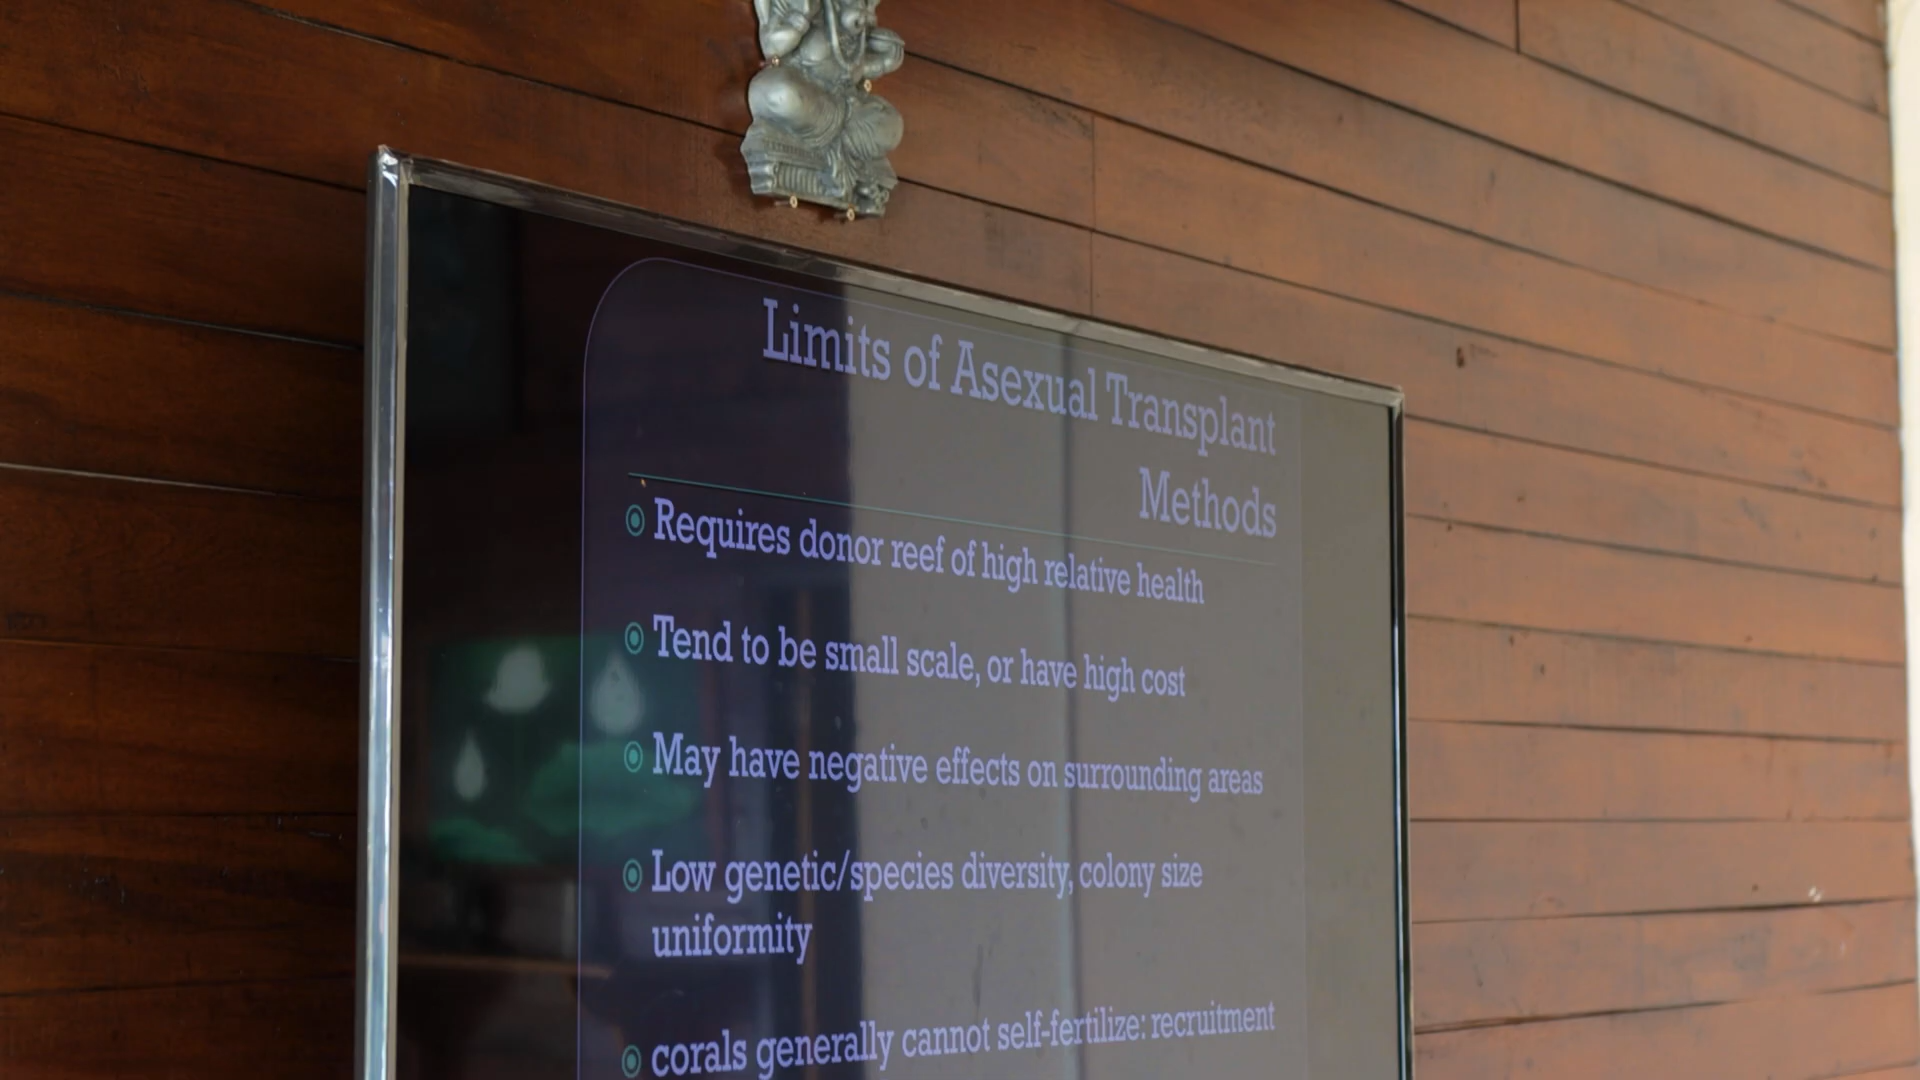 Limits of Asexual Transplant
Methods
Requires donor reef of high relative health
Tend to be small scale, or have high cost
May have negative effects on surrounding areas
Low genetic/species diversity, colony size
uniformity
corals generally cannot self-fertilize: recruitment